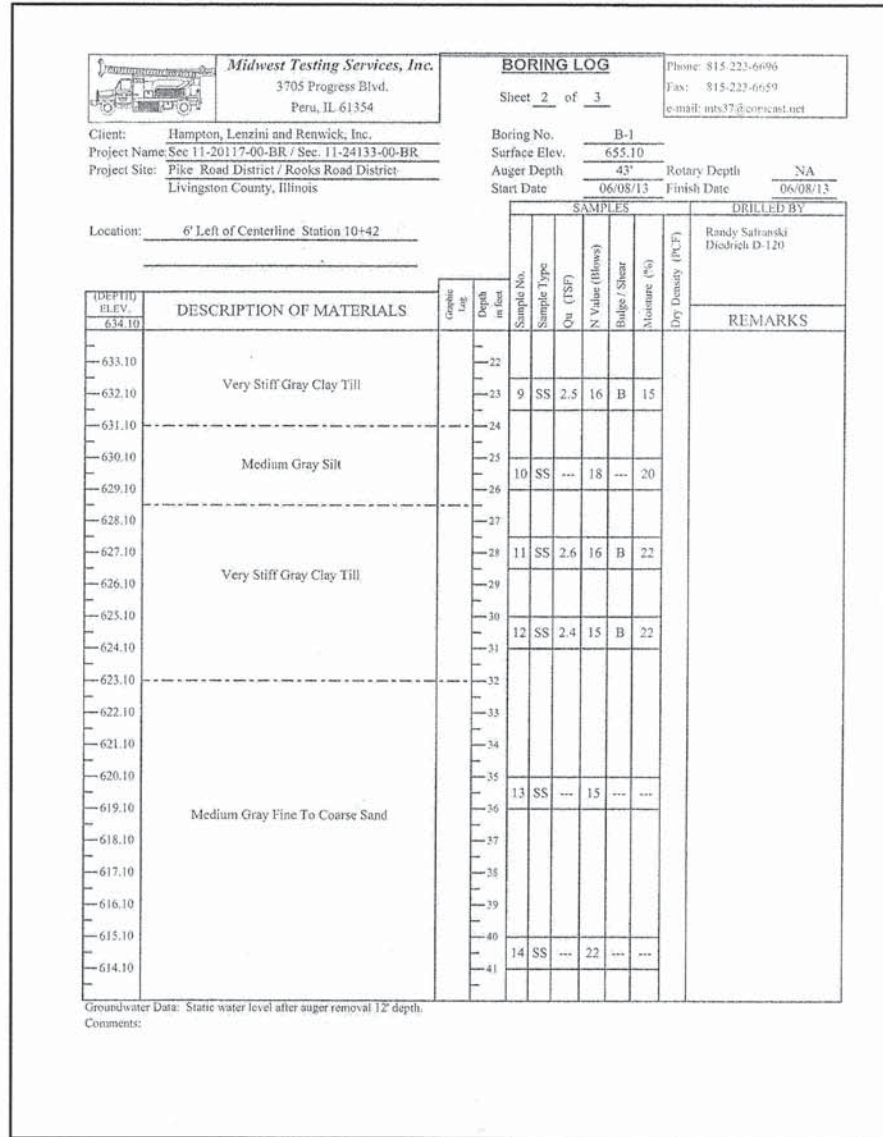 Midwest Testing Services, Inc.
3705 Progress Blvd.
Peru, IL 61354
BORING LOG
Sheet 2 of 3
Phone: 815-223-6696
Fax: 815-223-6659
e-mail: mts37@comcast.net
Client: Hampton, Lenzini and Renwick, Inc.
Project Name: Sec 11-20117-00-BR / Sec. 11-24133-00-BR
Project Site: Pike Road District / Rooks Road District
Livingston County, Illinois
Boring No. B-1
Surface Elev. 655.10
Auger Depth 43' Rotary Depth NA
Start Date 06/08/13 Finish Date 06/08/13
Location: 6' Left of Centerline Station 10+42
SAMPLES
DRILLED BY
Randy Safranski
Diedrich D-120
(DEPTH)
ELEV.
634.10
DESCRIPTION OF MATERIALS
Graphic Log
Depth in feet
Sample No.
Sample Type
Qu (TSF)
N Value (Blows)
Bulge / Shear
Moisture (%)
Dry Density (PCF)
REMARKS
633.10 22
Very Stiff Gray Clay Till
632.10 23 9 SS 2.5 16 B 15
631.10 24
630.10 25
Medium Gray Silt
10 SS --- 18 --- 20
629.10 26
628.10 27
627.10 28 11 SS 2.6 16 B 22
Very Stiff Gray Clay Till
626.10 29
625.10 30
12 SS 2.4 15 B 22
624.10 31
623.10 32
622.10 33
621.10 34
620.10 35
13 SS --- 15 --- ---
619.10 36
Medium Gray Fine To Coarse Sand
618.10 37
617.10 38
616.10 39
615.10 40
14 SS --- 22 --- ---
614.10 41
Groundwater Data: Static water level after auger removal 12' depth.
Comments: